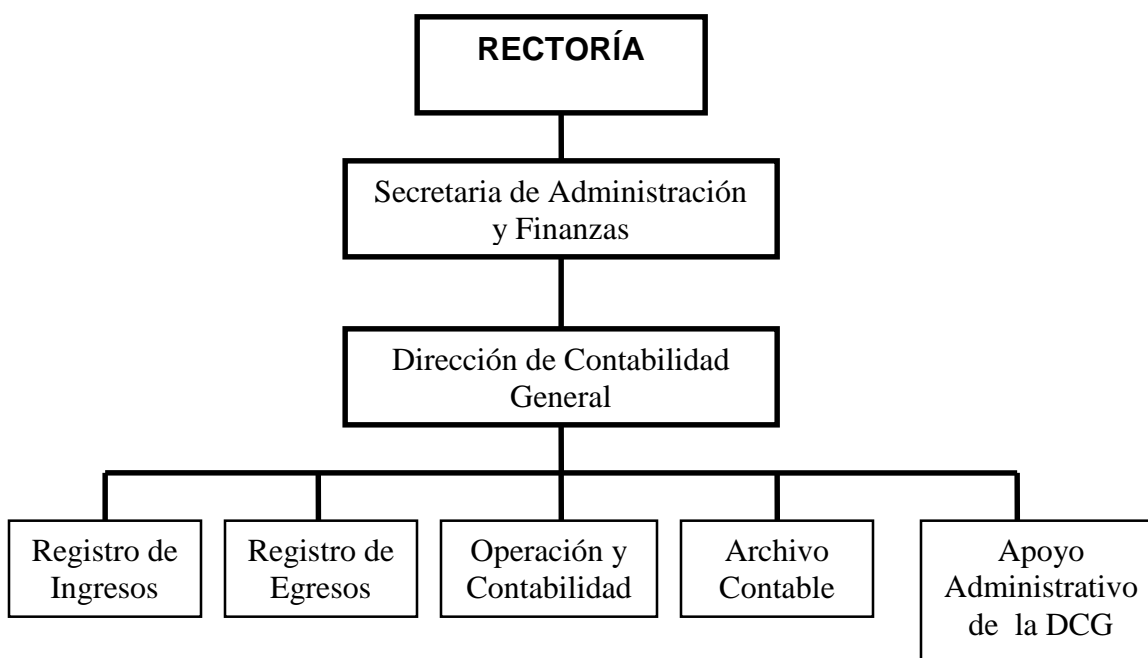 RECTORÍA
Secretaria de Administración
y Finanzas
Dirección de Contabilidad
General
Registro de
Ingresos
Registro de
Egresos
Operación y
Contabilidad
Archivo
Contable
Apoyo
Administrativo
de la DCG